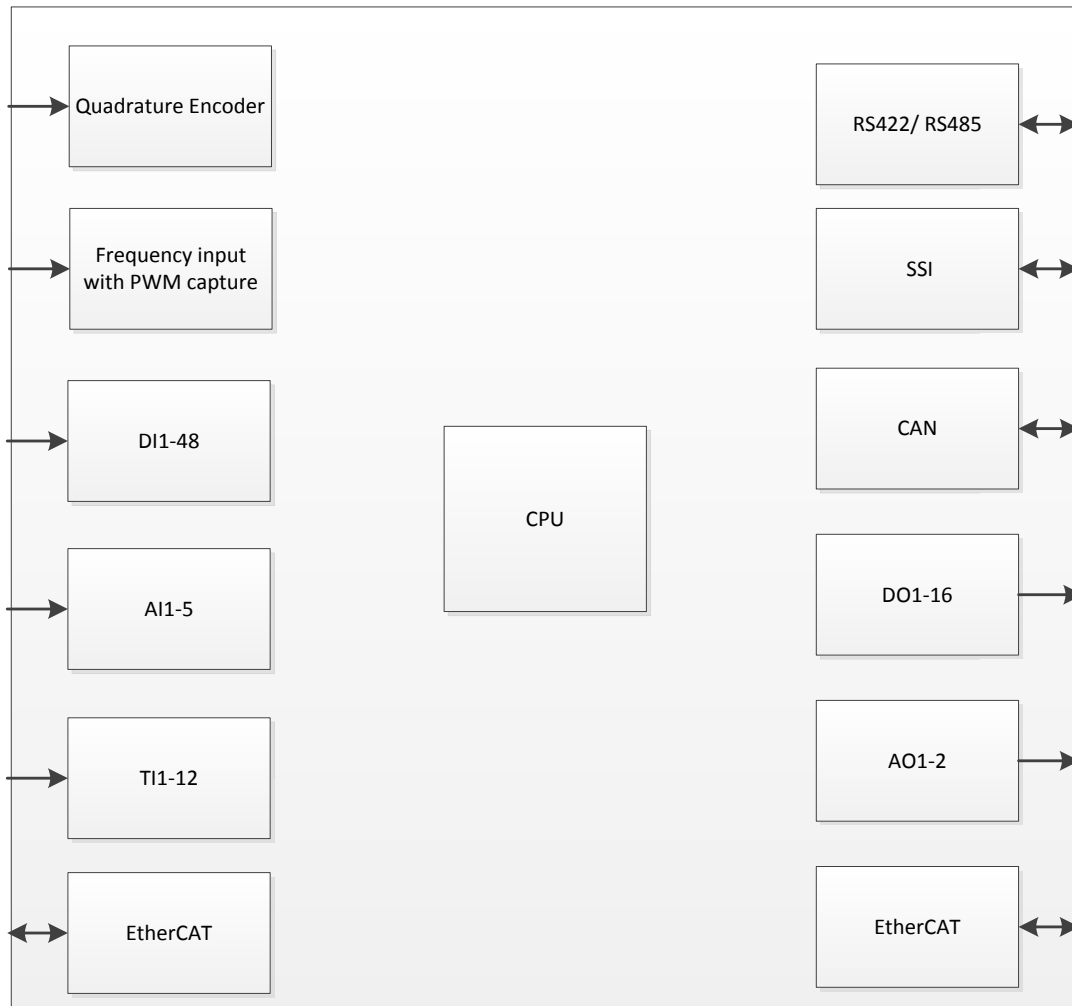 Quadrature Encoder
Frequency input
with PWM capture
DI1-48
AI1-5
TI1-12
EtherCAT
CPU
RS422/ RS485
SSI
CAN
DO1-16
AO1-2
EtherCAT